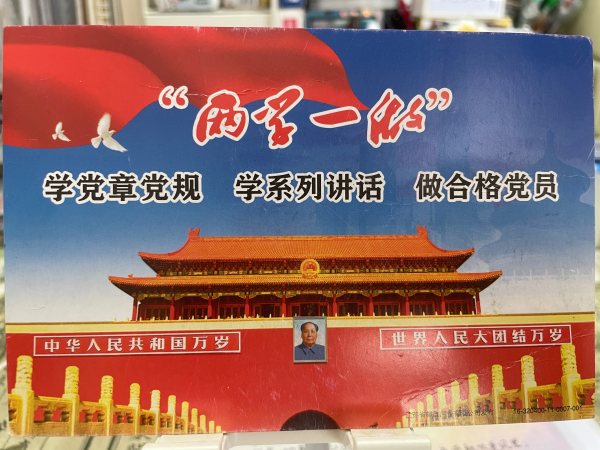 “两学一做”
学党章党规 学系列讲话 做合格党员
中华人民共和国万岁
世界人民大团结万岁